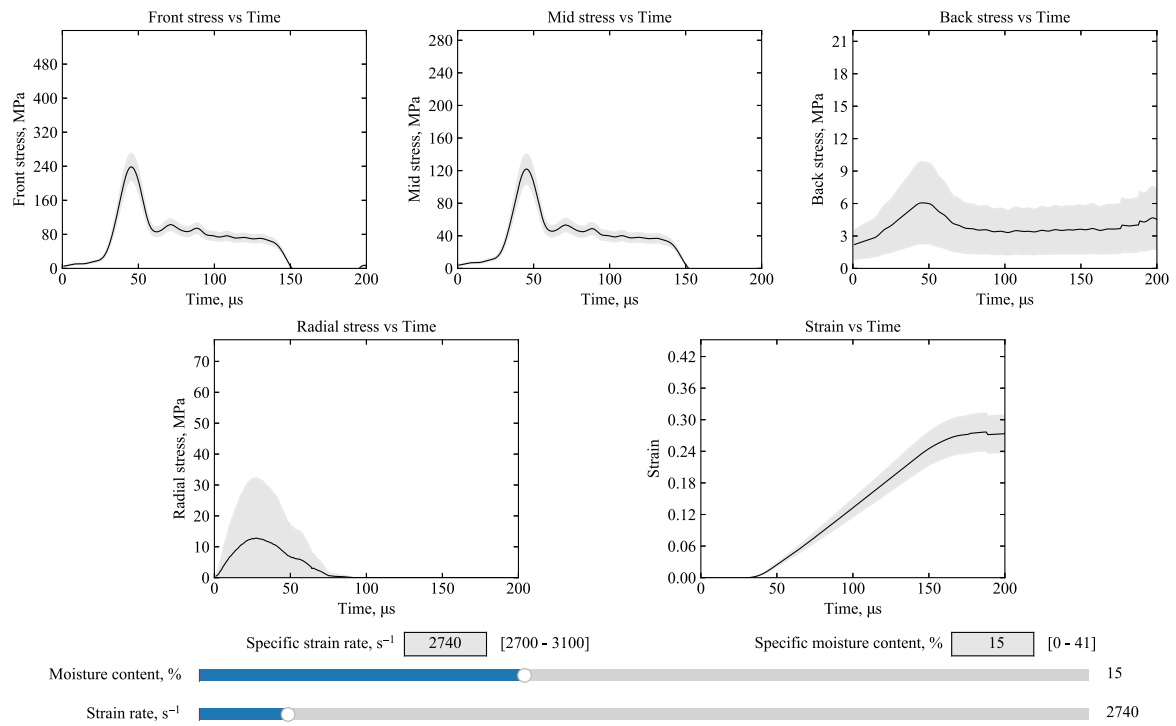 Front stress vs Time
Mid stress vs Time
Back stress vs Time
Front stress, MPa
480
400
320
240
160
80
0
0 50 100 150 200
Time, μs
Mid stress, MPa
280
240
200
160
120
80
40
0
0 50 100 150 200
Time, μs
Back stress, MPa
21
18
15
12
9
6
3
0
0 50 100 150 200
Time, μs
Radial stress vs Time
Radial stress, MPa
70
60
50
40
30
20
10
0
0 50 100 150 200
Time, μs
Strain vs Time
Strain
0.42
0.36
0.30
0.24
0.18
0.12
0.06
0.00
0 50 100 150 200
Time, μs
Specific strain rate, s⁻¹ 2740 [2700 - 3100]
Specific moisture content, % 15 [0 - 41]
Moisture content, % 15
Strain rate, s⁻¹ 2740